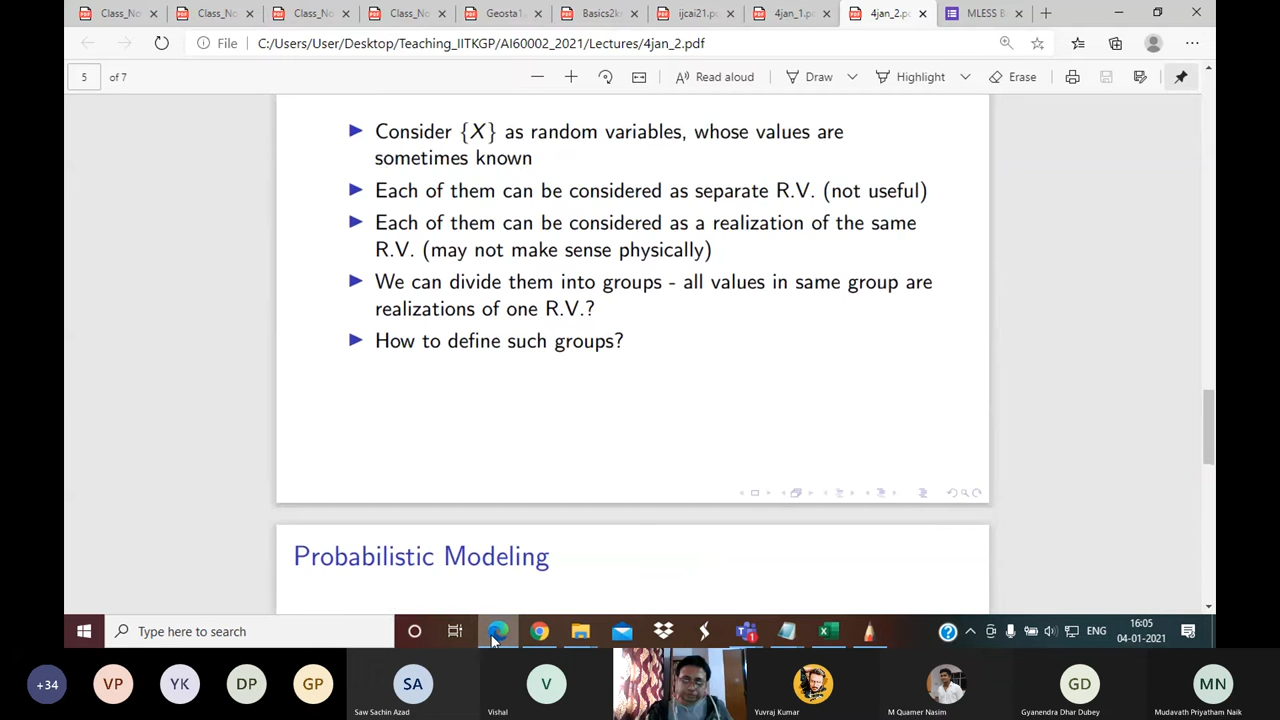 Class_No
Class_No
Class_No
Class_No
Geosta1
Basics2kr
ijcai21.p
4jan_1.p
4jan_2.p
MLESS B
File
C:/Users/User/Desktop/Teaching_IITKGP/AI60002_2021/Lectures/4jan_2.pdf
5 of 7
Read aloud
Draw
Highlight
Erase
Consider {X} as random variables, whose values are
sometimes known
Each of them can be considered as separate R.V. (not useful)
Each of them can be considered as a realization of the same
R.V. (may not make sense physically)
We can divide them into groups - all values in same group are
realizations of one R.V.?
How to define such groups?
Probabilistic Modeling
Type here to search
ENG
16:05
04-01-2021
+34
VP
YK
DP
GP
SA
Saw Sachin Azad
V
Vishal
Yuvraj Kumar
M Quamer Nasim
GD
Gyanendra Dhar Dubey
MN
Mudavath Priyatham Naik